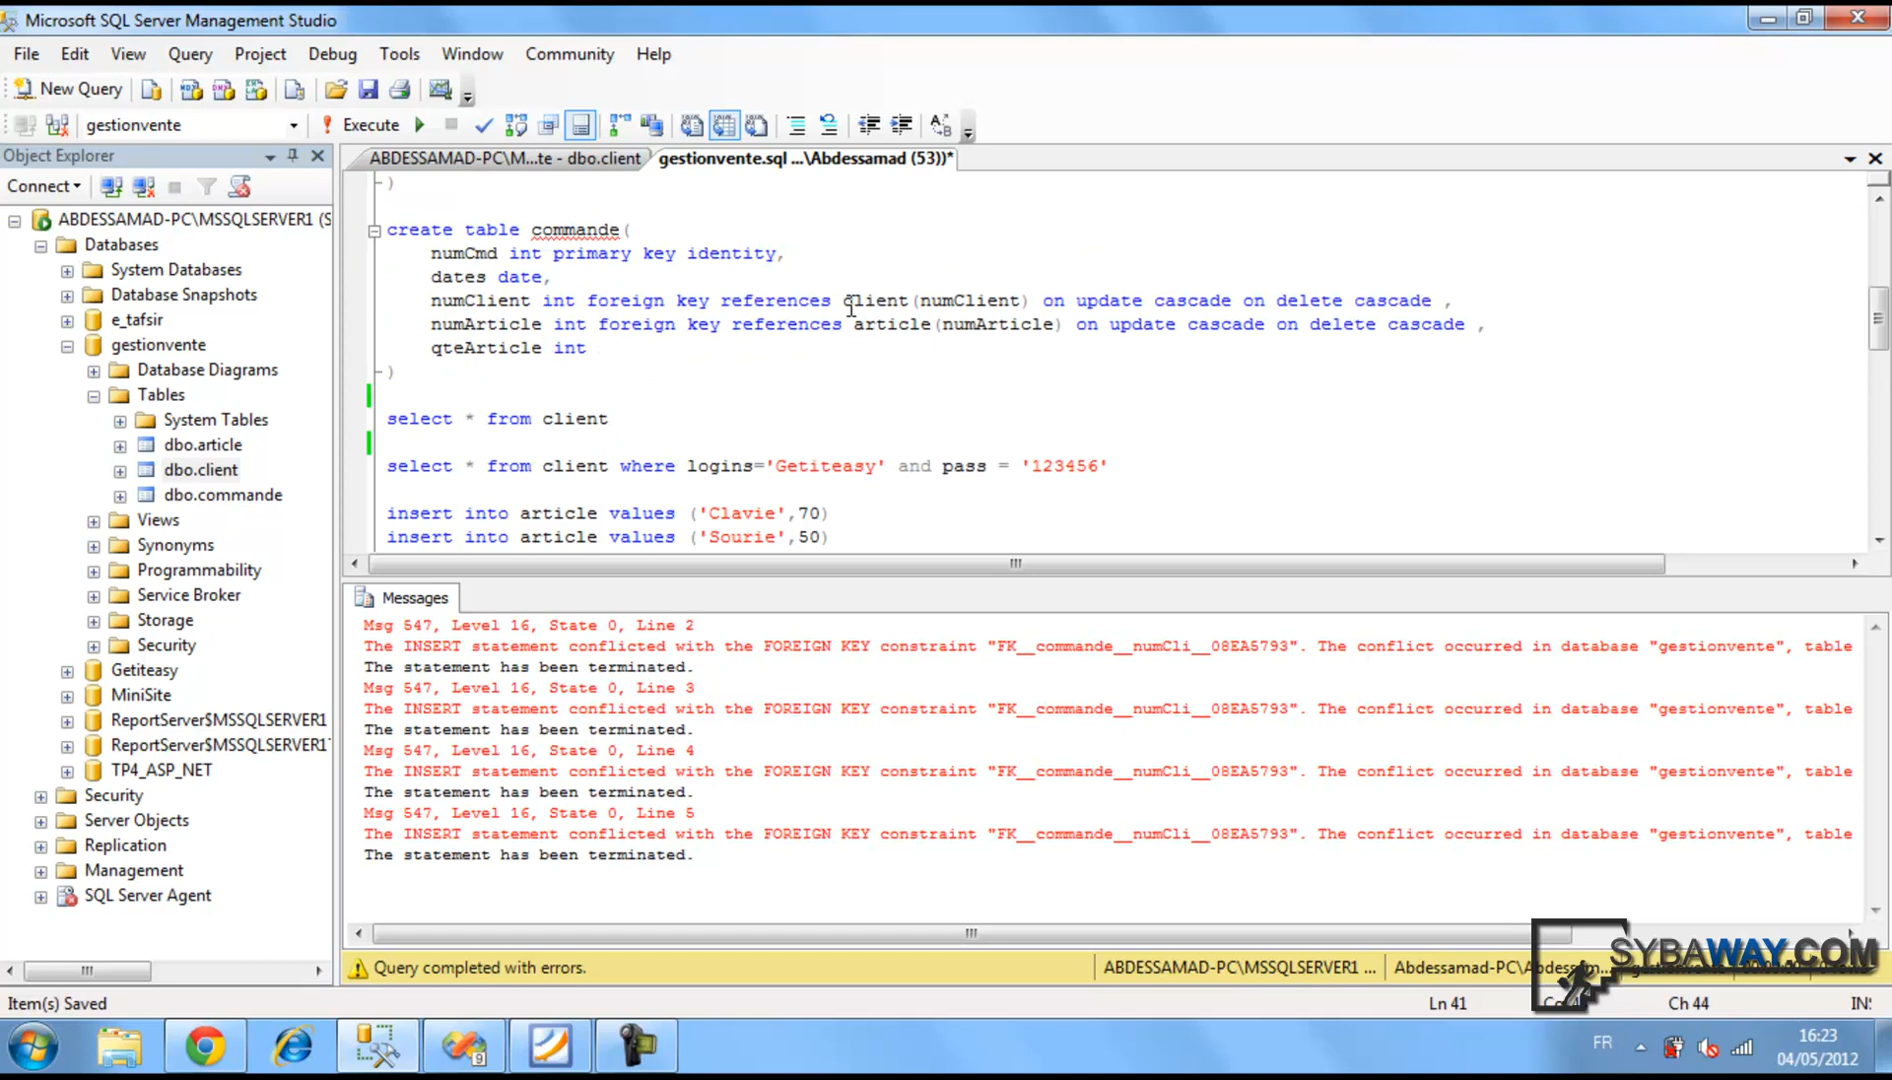 Microsoft SQL Server Management Studio
File Edit View Query Project Debug Tools Window Community Help
New Query
gestionvente Execute
Object Explorer
ABDESSAMAD-PC\M...te - dbo.client gestionvente.sql ...\Abdessamad (53))*
Connect
ABDESSAMAD-PC\MSSQLSERVER1 (S
Databases
System Databases
Database Snapshots
e_tafsir
gestionvente
Database Diagrams
Tables
System Tables
dbo.article
dbo.client
dbo.commande
Views
Synonyms
Programmability
Service Broker
Storage
Security
Getiteasy
MiniSite
ReportServer$MSSQLSERVER1
ReportServer$MSSQLSERVER1
TP4_ASP_NET
Security
Server Objects
Replication
Management
SQL Server Agent
)
create table commande(
numCmd int primary key identity,
dates date,
numClient int foreign key references client(numClient) on update cascade on delete cascade ,
numArticle int foreign key references article(numArticle) on update cascade on delete cascade ,
qteArticle int
)
select * from client
select * from client where logins='Getiteasy' and pass = '123456'
insert into article values ('Clavie',70)
insert into article values ('Sourie',50)
Messages
Msg 547, Level 16, State 0, Line 2
The INSERT statement conflicted with the FOREIGN KEY constraint "FK__commande__numCli__08EA5793". The conflict occurred in database "gestionvente", table
The statement has been terminated.
Msg 547, Level 16, State 0, Line 3
The INSERT statement conflicted with the FOREIGN KEY constraint "FK__commande__numCli__08EA5793". The conflict occurred in database "gestionvente", table
The statement has been terminated.
Msg 547, Level 16, State 0, Line 4
The INSERT statement conflicted with the FOREIGN KEY constraint "FK__commande__numCli__08EA5793". The conflict occurred in database "gestionvente", table
The statement has been terminated.
Msg 547, Level 16, State 0, Line 5
The INSERT statement conflicted with the FOREIGN KEY constraint "FK__commande__numCli__08EA5793". The conflict occurred in database "gestionvente", table
The statement has been terminated.
Query completed with errors. ABDESSAMAD-PC\MSSQLSERVER1 ... Abdessamad-PC\Abdessam...
SYBAWAY.COM
Item(s) Saved Ln 41 Ch 44 INS
9
FR 16:23
04/05/2012